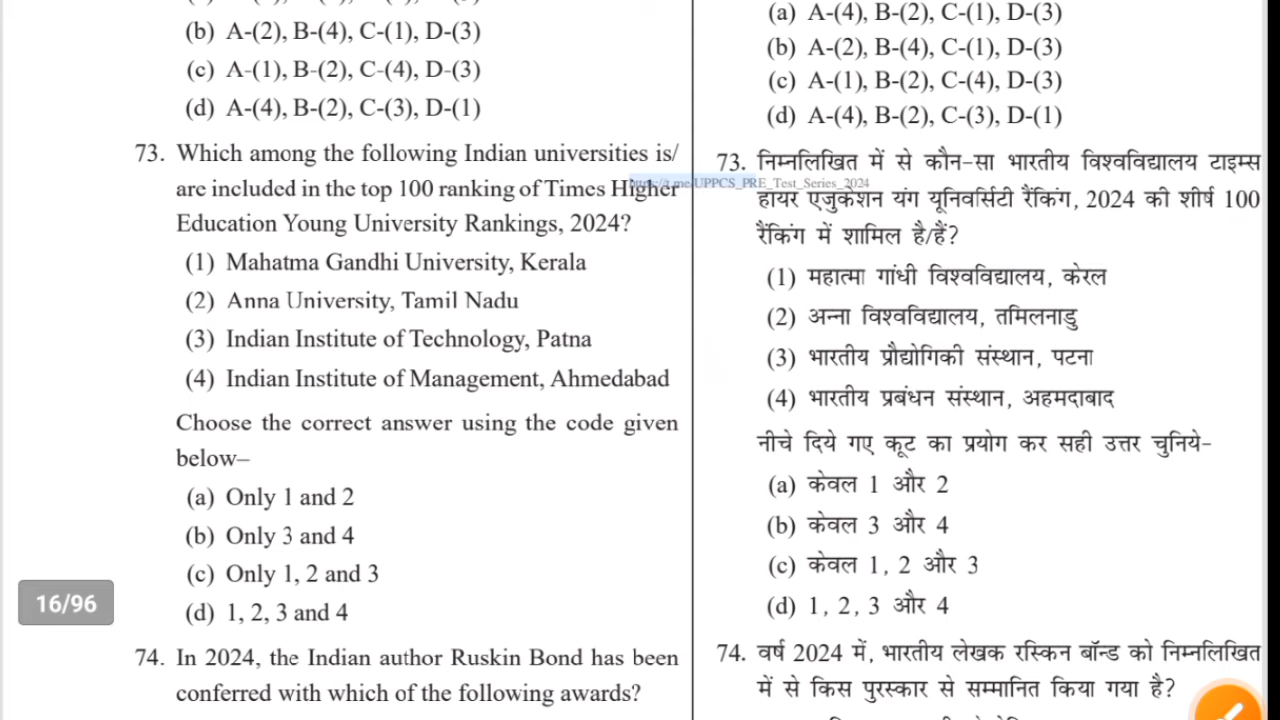 (b) A-(2), B-(4), C-(1), D-(3)
(c) A-(1), B-(2), C-(4), D-(3)
(d) A-(4), B-(2), C-(3), D-(1)
73. Which among the following Indian universities is/
are included in the top 100 ranking of Times Higher
Education Young University Rankings, 2024?
(1) Mahatma Gandhi University, Kerala
(2) Anna University, Tamil Nadu
(3) Indian Institute of Technology, Patna
(4) Indian Institute of Management, Ahmedabad
Choose the correct answer using the code given
below–
(a) Only 1 and 2
(b) Only 3 and 4
(c) Only 1, 2 and 3
(d) 1, 2, 3 and 4
74. In 2024, the Indian author Ruskin Bond has been
conferred with which of the following awards?
16/96
(a) A-(4), B-(2), C-(1), D-(3)
(b) A-(2), B-(4), C-(1), D-(3)
(c) A-(1), B-(2), C-(4), D-(3)
(d) A-(4), B-(2), C-(3), D-(1)
73. निम्नलिखित में से कौन-सा भारतीय विश्वविद्यालय टाइम्स
https://t.me/UPPCS_PRE_Test_Series_2024
हायर एजुकेशन यंग यूनिवर्सिटी रैंकिंग, 2024 की शीर्ष 100
रैंकिंग में शामिल है/हैं?
(1) महात्मा गांधी विश्वविद्यालय, केरल
(2) अन्ना विश्वविद्यालय, तमिलनाडु
(3) भारतीय प्रौद्योगिकी संस्थान, पटना
(4) भारतीय प्रबंधन संस्थान, अहमदाबाद
नीचे दिये गए कूट का प्रयोग कर सही उत्तर चुनिये-
(a) केवल 1 और 2
(b) केवल 3 और 4
(c) केवल 1, 2 और 3
(d) 1, 2, 3 और 4
74. वर्ष 2024 में, भारतीय लेखक रस्किन बॉन्ड को निम्नलिखित
में से किस पुरस्कार से सम्मानित किया गया है?